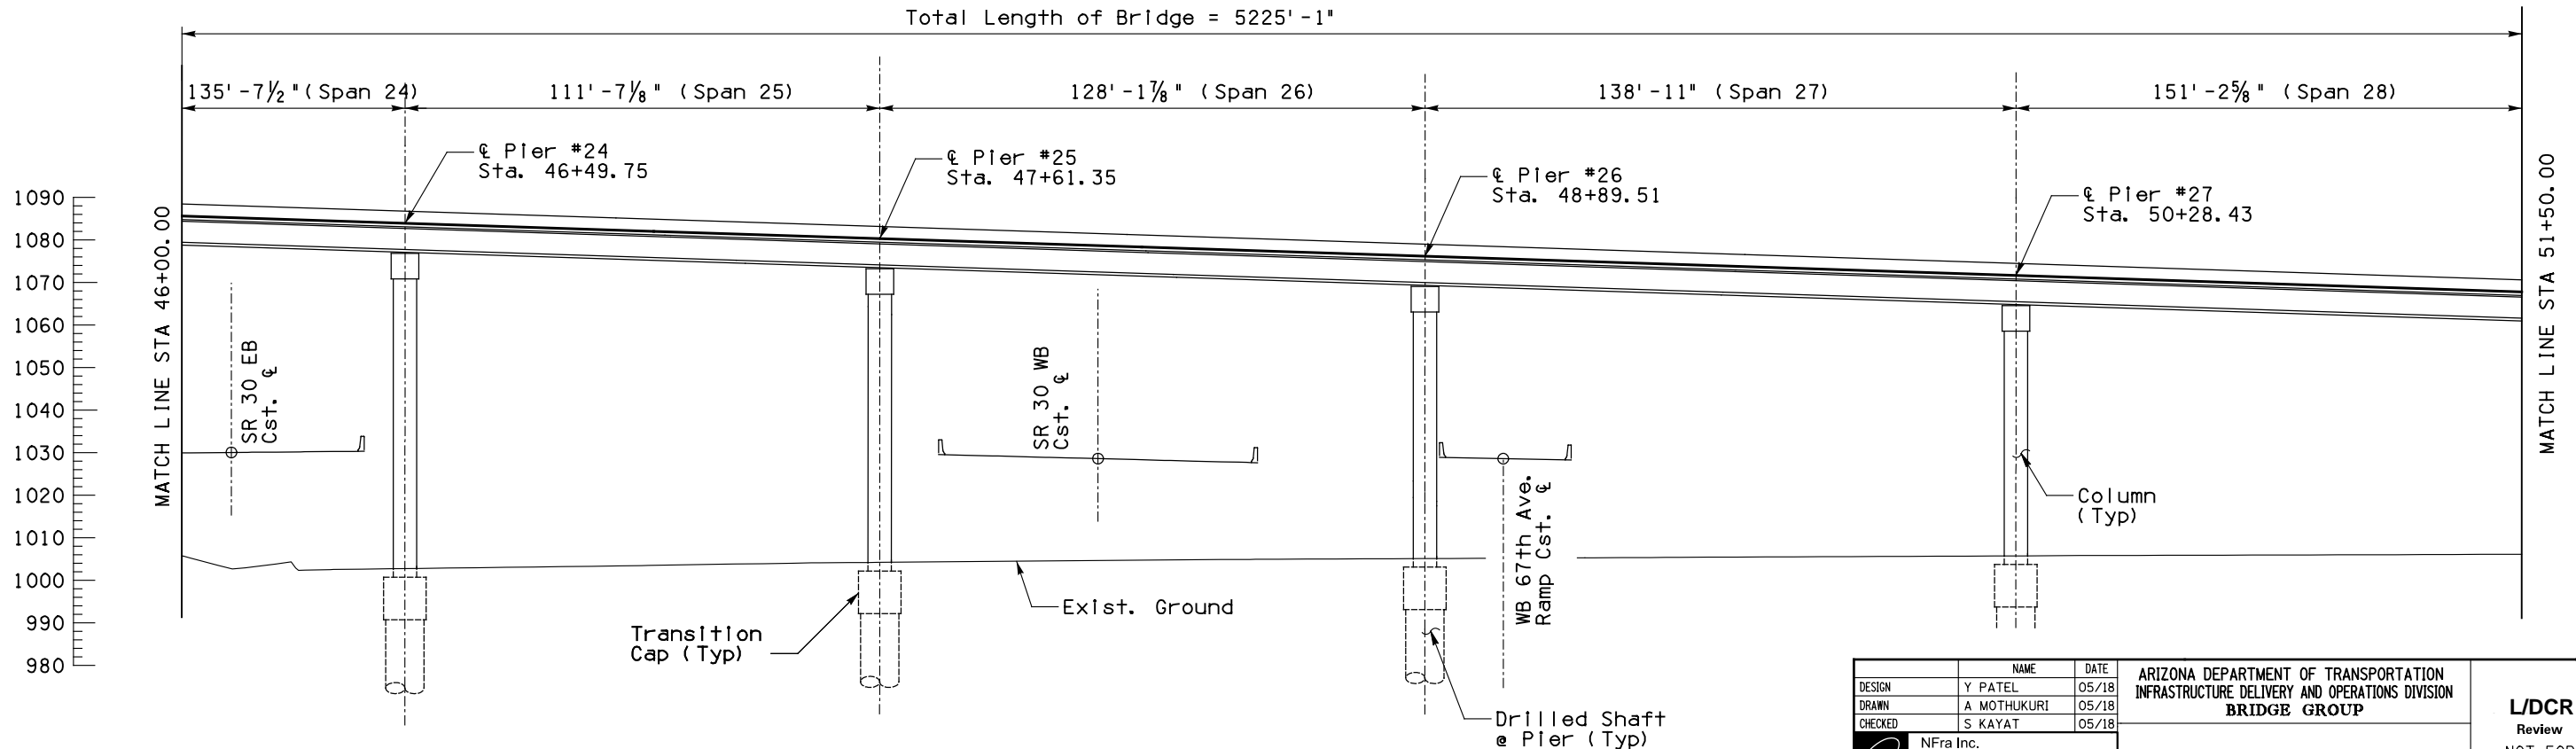 Total Length of Bridge = 5225'-1"
135'-7½" (Span 24)
111'-7⅛" (Span 25)
128'-1⅞" (Span 26)
138'-11" (Span 27)
151'-2⅝" (Span 28)
℄ Pier #24
Sta. 46+49.75
℄ Pier #25
Sta. 47+61.35
℄ Pier #26
Sta. 48+89.51
℄ Pier #27
Sta. 50+28.43
1090
1080
1070
1060
1050
1040
1030
1020
1010
1000
990
980
MATCH LINE STA 46+00.00
SR 30 EB
Cst. ℄
SR 30 WB
Cst. ℄
WB 67th Ave.
Ramp Cst. ℄
MATCH LINE STA 51+50.00
Column
(Typ)
Exist. Ground
Transition
Cap (Typ)
Drilled Shaft
@ Pier (Typ)
NAME DATE
DESIGN Y PATEL 05/18
DRAWN A MOTHUKURI 05/18
CHECKED S KAYAT 05/18
NFra Inc.
ARIZONA DEPARTMENT OF TRANSPORTATION
INFRASTRUCTURE DELIVERY AND OPERATIONS DIVISION
BRIDGE GROUP
L/DCR
Review